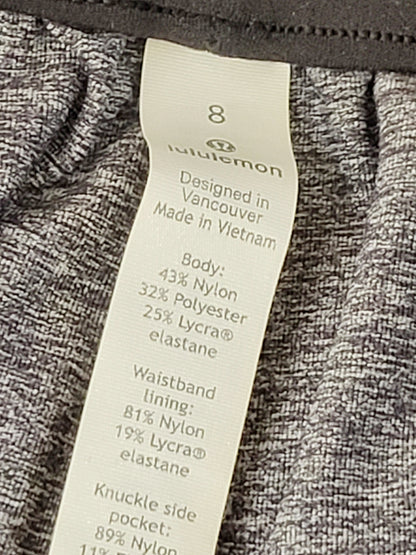 8
lululemon
Designed in
Vancouver
Made in Vietnam
Body:
43% Nylon
32% Polyester
25% Lycra®
elastane
Waistband
lining:
81% Nylon
19% Lycra®
elastane
Knuckle side
pocket:
89% Nylon
11%